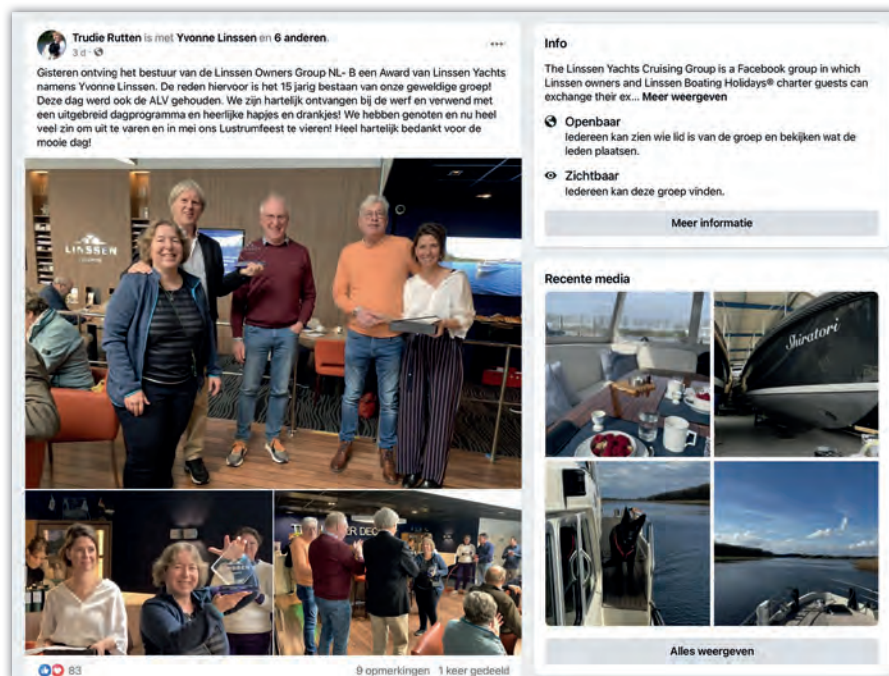 Trudie Rutten is met Yvonne Linssen en 6 anderen.
3 d ·
Gisteren ontving het bestuur van de Linssen Owners Group NL- B een Award van Linssen Yachts
namens Yvonne Linssen. De reden hiervoor is het 15 jarig bestaan van onze geweldige groep!
Deze dag werd ook de ALV gehouden. We zijn hartelijk ontvangen bij de werf en verwend met
een uitgebreid dagprogramma en heerlijke hapjes en drankjes! We hebben genoten en nu heel
veel zin om uit te varen en in mei ons Lustrumfeest te vieren! Heel hartelijk bedankt voor de
mooie dag!
LINSSEN
DEC
83
9 opmerkingen 1 keer gedeeld
Info
The Linssen Yachts Cruising Group is a Facebook group in which
Linssen owners and Linssen Boating Holidays® charter guests can
exchange their ex... Meer weergeven
Openbaar
Iedereen kan zien wie lid is van de groep en bekijken wat de
leden plaatsen.
Zichtbaar
Iedereen kan deze groep vinden.
Meer informatie
Recente media
Shiratori
Alles weergeven